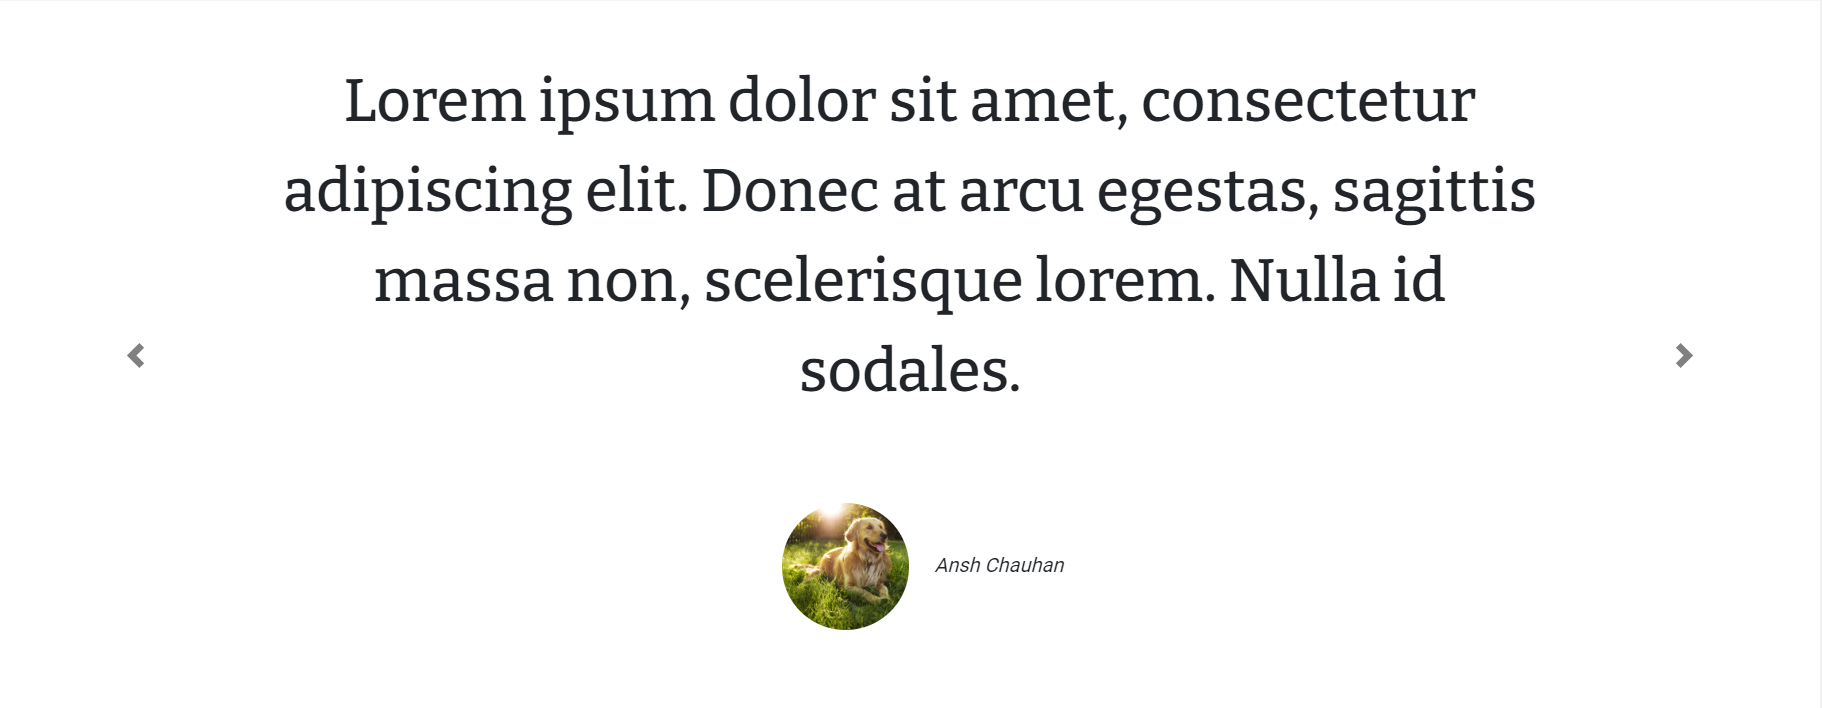 Lorem ipsum dolor sit amet, consectetur
adipiscing elit. Donec at arcu egestas, sagittis
massa non, scelerisque lorem. Nulla id
sodales.
Ansh Chauhan